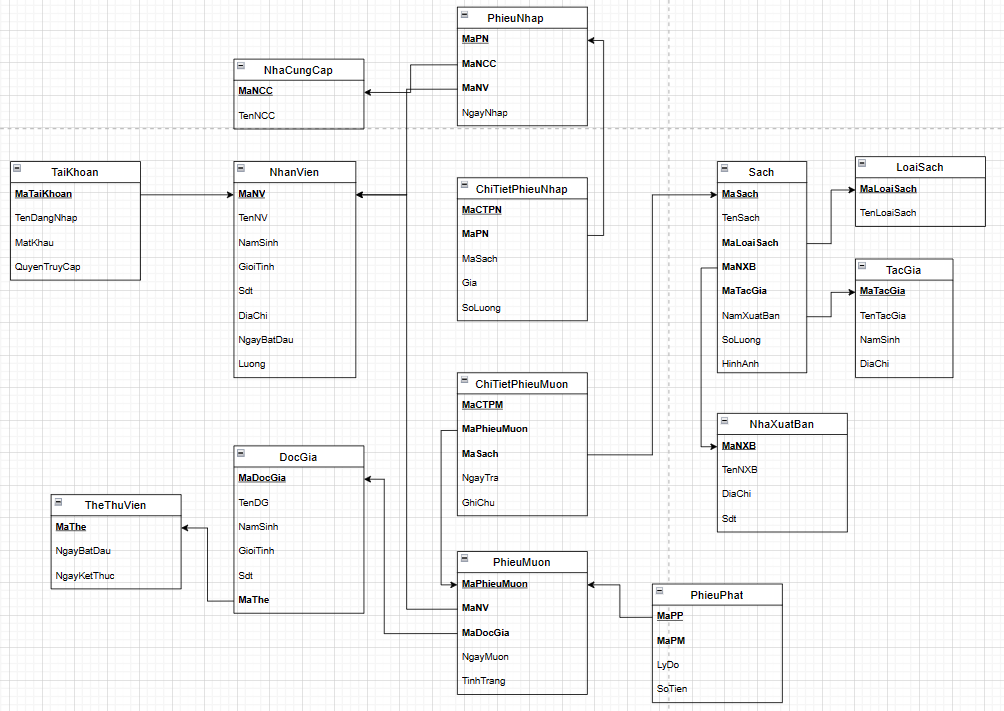 PhieuNhap
MaPN
MaNCC
MaNV
NgayNhap
NhaCungCap
MaNCC
TenNCC
TaiKhoan
MaTaiKhoan
TenDangNhap
MatKhau
QuyenTruyCap
NhanVien
MaNV
TenNV
NamSinh
GioiTinh
Sdt
DiaChi
NgayBatDau
Luong
ChiTietPhieuNhap
MaCTPN
MaPN
MaSach
Gia
SoLuong
Sach
MaSach
TenSach
MaLoaiSach
MaNXB
MaTacGia
NamXuatBan
SoLuong
HinhAnh
LoaiSach
MaLoaiSach
TenLoaiSach
TacGia
MaTacGia
TenTacGia
NamSinh
DiaChi
ChiTietPhieuMuon
MaCTPM
MaPhieuMuon
MaSach
NgayTra
GhiChu
NhaXuatBan
MaNXB
TenNXB
DiaChi
Sdt
DocGia
MaDocGia
TenDG
NamSinh
GioiTinh
Sdt
MaThe
TheThuVien
MaThe
NgayBatDau
NgayKetThuc
PhieuMuon
MaPhieuMuon
MaNV
MaDocGia
NgayMuon
TinhTrang
PhieuPhat
MaPP
MaPM
LyDo
SoTien